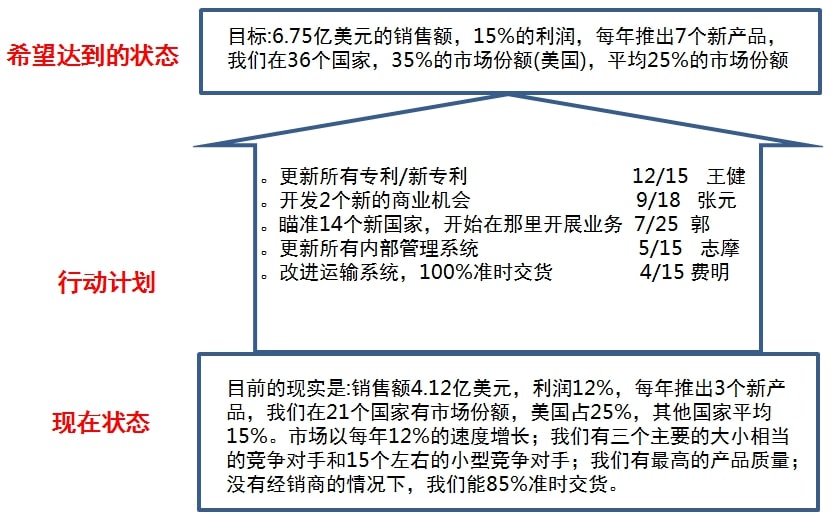 希望达到的状态
目标:6.75亿美元的销售额，15%的利润，每年推出7个新产品，
我们在36个国家，35%的市场份额(美国)，平均25%的市场份额
行动计划
。更新所有专利/新专利 12/15 王健
。开发2个新的商业机会 9/18 张元
。瞄准14个新国家，开始在那里开展业务 7/25 郭
。更新所有内部管理系统 5/15 志摩
。改进运输系统，100%准时交货 4/15 费明
现在状态
目前的现实是:销售额4.12亿美元，利润12%，每年推出3个新产
品，我们在21个国家有市场份额，美国占25%，其他国家平均
15%。市场以每年12%的速度增长；我们有三个主要的大小相当
的竞争对手和15个左右的小型竞争对手；我们有最高的产品质量；
没有经销商的情况下，我们能85%准时交货。